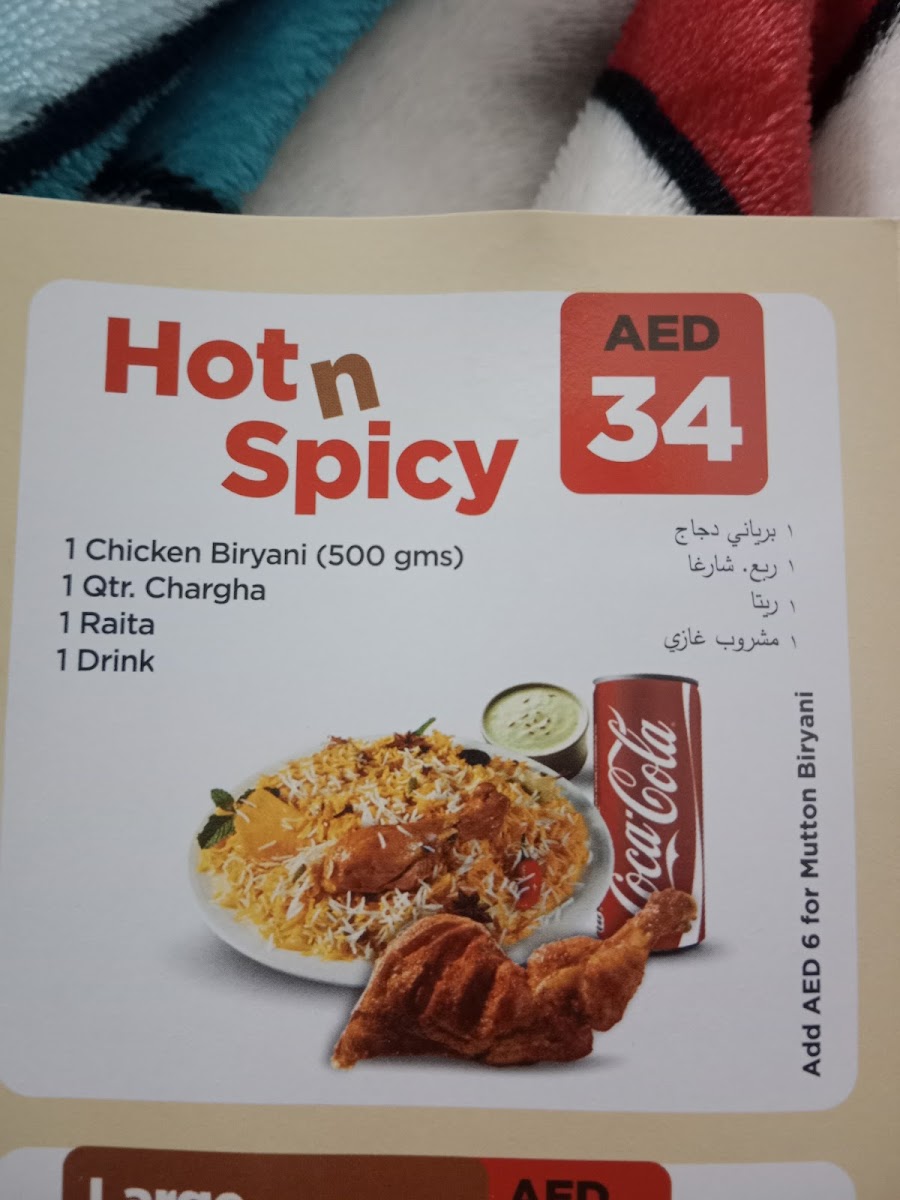 Hot n
Spicy
AED
34
1 Chicken Biryani (500 gms)
1 Qtr. Chargha
1 Raita
1 Drink
١ برياني دجاج
١ ربع. شارغا
١ ريتا
١ مشروب غازي
Coca-Cola
Add AED 6 for Mutton Biryani
Large
AED